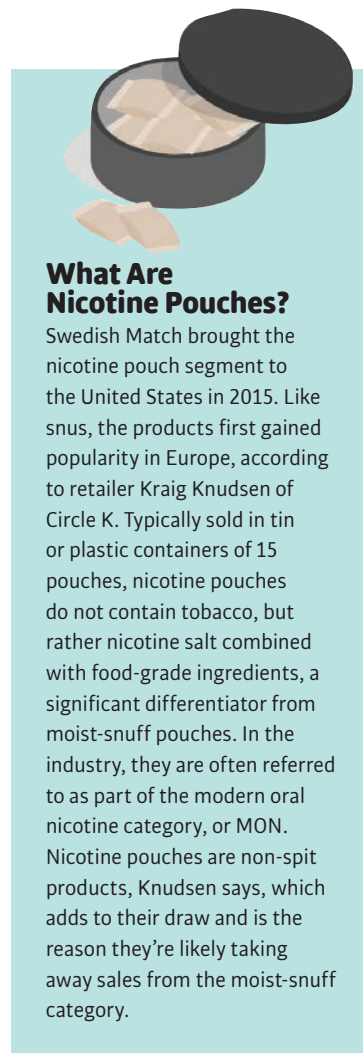 What Are
Nicotine Pouches?
Swedish Match brought the
nicotine pouch segment to
the United States in 2015. Like
snus, the products first gained
popularity in Europe, according
to retailer Kraig Knudsen of
Circle K. Typically sold in tin
or plastic containers of 15
pouches, nicotine pouches
do not contain tobacco, but
rather nicotine salt combined
with food-grade ingredients, a
significant differentiator from
moist-snuff pouches. In the
industry, they are often referred
to as part of the modern oral
nicotine category, or MON.
Nicotine pouches are non-spit
products, Knudsen says, which
adds to their draw and is the
reason they’re likely taking
away sales from the moist-snuff
category.